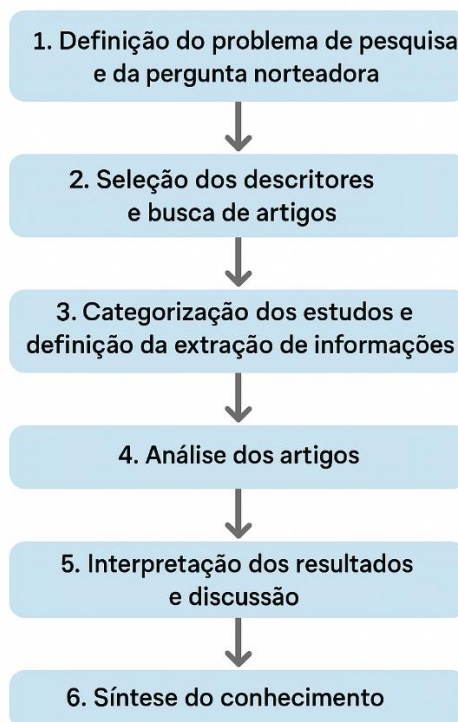 1. Definição do problema de pesquisa
e da pergunta norteadora
2. Seleção dos descritores
e busca de artigos
3. Categorização dos estudos e
definição da extração de informações
4. Análise dos artigos
5. Interpretação dos resultados
e discussão
6. Síntese do conhecimento